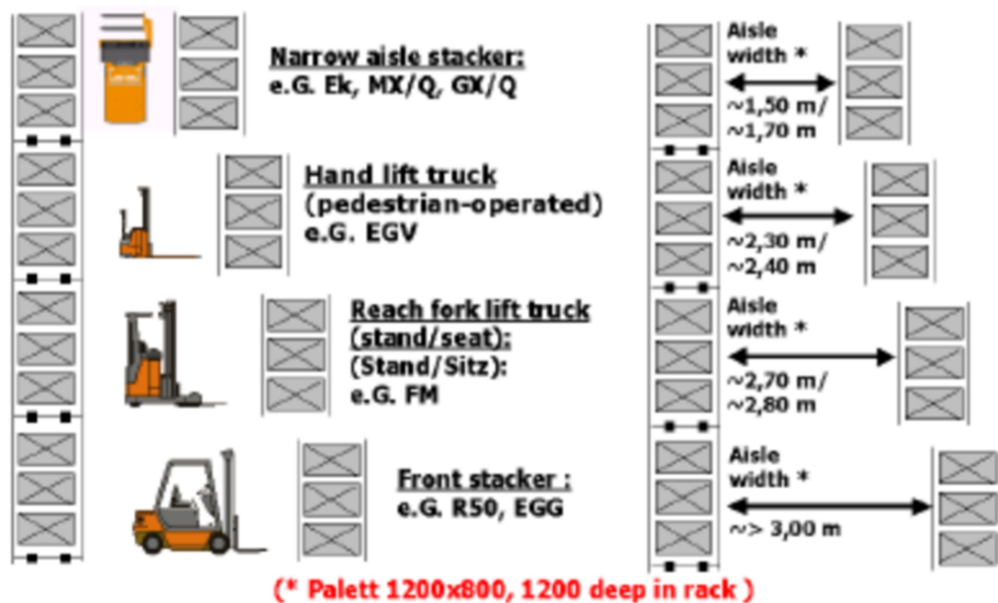 Narrow aisle stacker:
e.G. Ek, MX/Q, GX/Q
Aisle
width *
~1,50 m/
~1,70 m
Hand lift truck
(pedestrian-operated)
e.G. EGV
Aisle
width *
~2,30 m/
~2,40 m
Reach fork lift truck
(stand/seat):
(Stand/Sitz):
e.G. FM
Aisle
width *
~2,70 m/
~2,80 m
Front stacker :
e.G. R50, EGG
Aisle
width *
~> 3,00 m
(* Palett 1200x800, 1200 deep in rack )